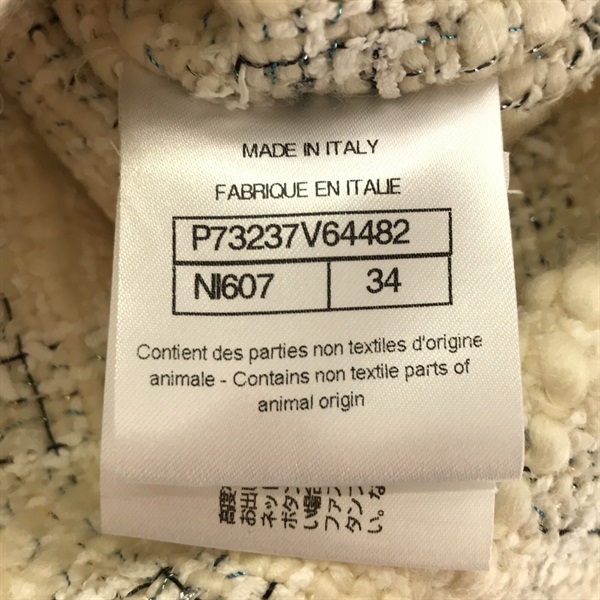 MADE IN ITALY
FABRIQUE EN ITALIE
P73237V64482
NI607 34
Contient des parties non textiles d'origine
animale - Contains non textile parts of
animal origin